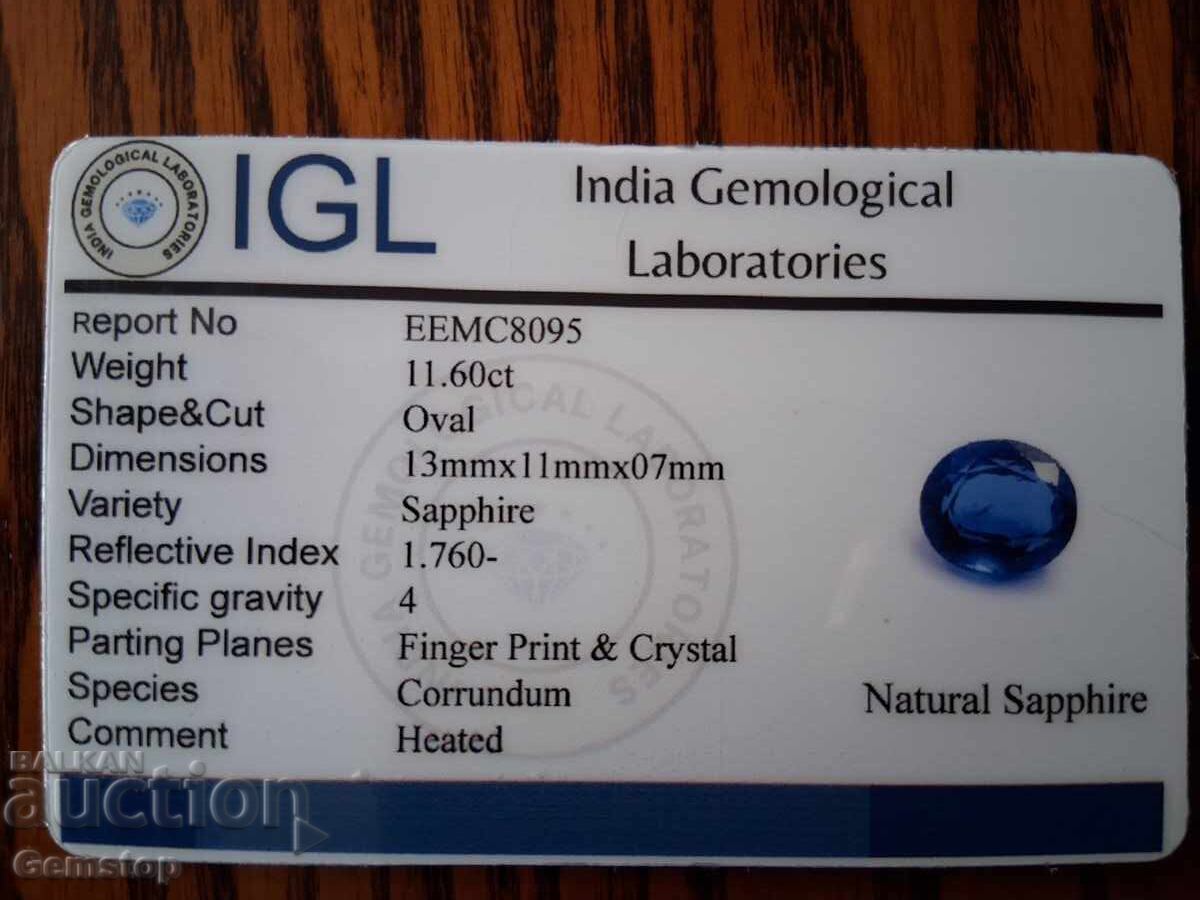 INDIA GEMOLOGICAL LABORATORIES
IGL
India Gemological
Laboratories
Report No EEMC8095
Weight 11.60ct
Shape&Cut Oval
Dimensions 13mmx11mmx07mm
Variety Sapphire
Reflective Index 1.760-
Specific gravity 4
Parting Planes Finger Print & Crystal
Species Corrundum
Comment Heated
Natural Sapphire
GEMOLOGICAL LABORATORIES
BALKAN
auction
Gemstop